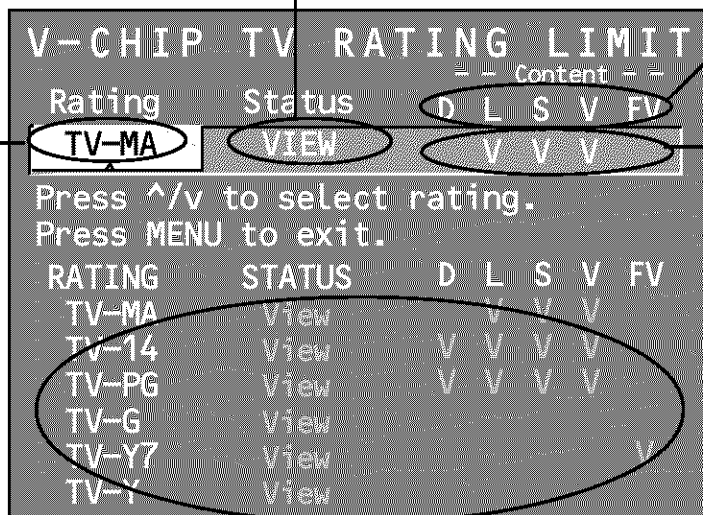 V-CHIP TV RATING LIMIT
-- Content --
Rating Status D L S V FV
TV-MA VIEW V V V
Press ^/v to select rating.
Press MENU to exit.
RATING STATUS D L S V FV
TV-MA View V V V
TV-14 View V V V V
TV-PG View V V V V
TV-G View
TV-Y7 View V
TV-Y View